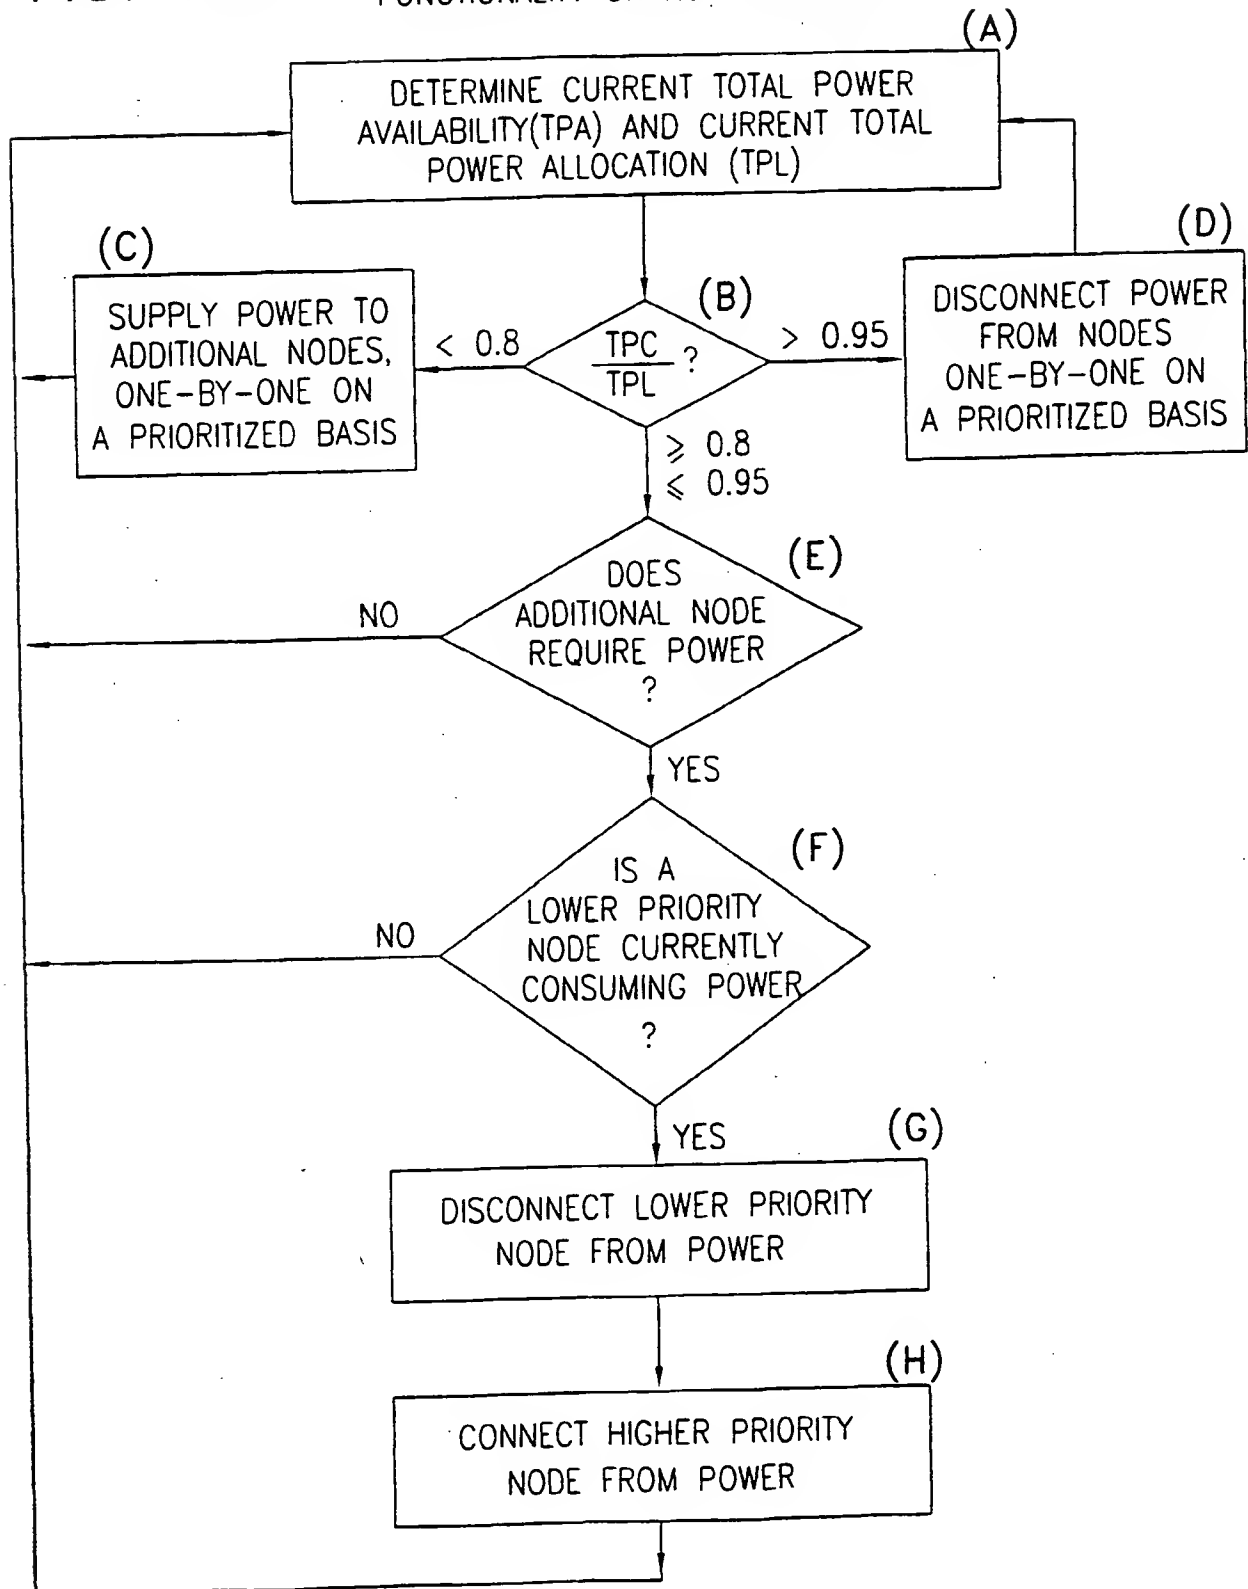 (A)
DETERMINE CURRENT TOTAL POWER
AVAILABILITY(TPA) AND CURRENT TOTAL
POWER ALLOCATION (TPL)
(C)
SUPPLY POWER TO
ADDITIONAL NODES,
ONE-BY-ONE ON
A PRIORITIZED BASIS
< 0.8
(B)
TPC
TPL
?
> 0.95
(D)
DISCONNECT POWER
FROM NODES
ONE-BY-ONE ON
A PRIORITIZED BASIS
⩾ 0.8
⩽ 0.95
(E)
DOES
ADDITIONAL NODE
REQUIRE POWER
?
NO
YES
(F)
IS A
LOWER PRIORITY
NODE CURRENTLY
CONSUMING POWER
?
NO
YES
(G)
DISCONNECT LOWER PRIORITY
NODE FROM POWER
(H)
CONNECT HIGHER PRIORITY
NODE FROM POWER